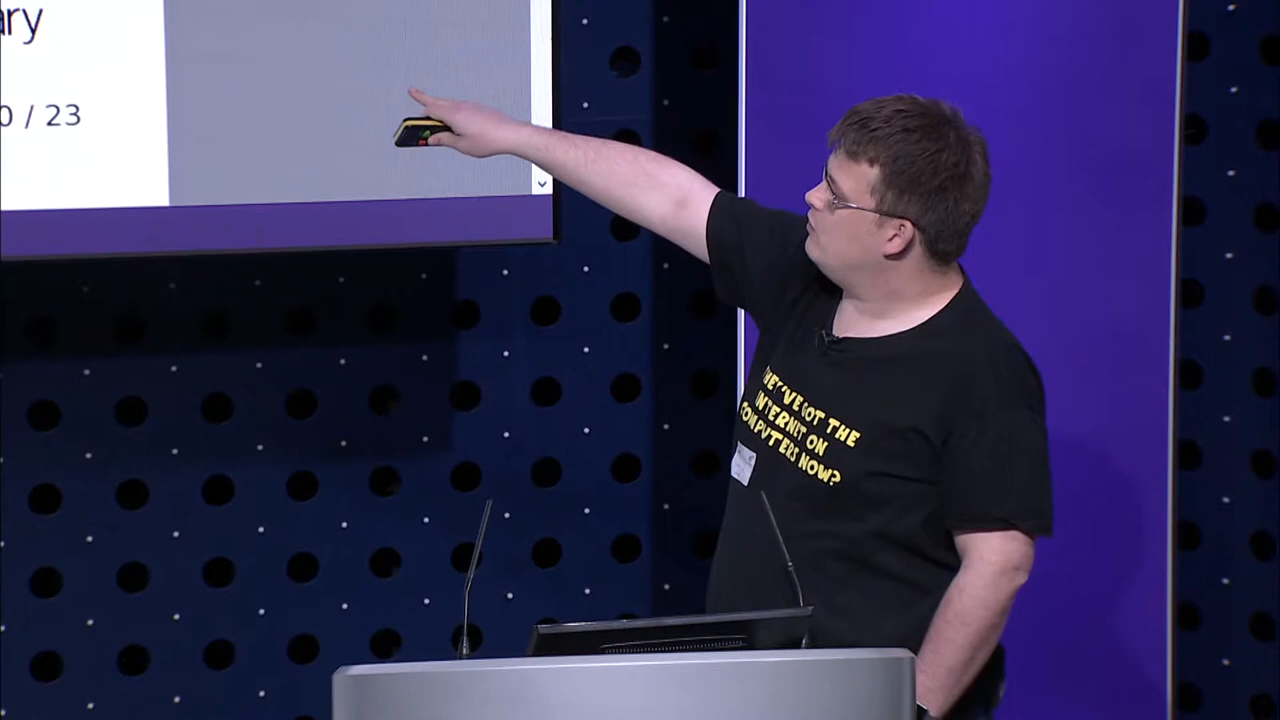 ary
0 / 23
THEY'VE GOT THE
INTERNET ON
COMPUTERS NOW?